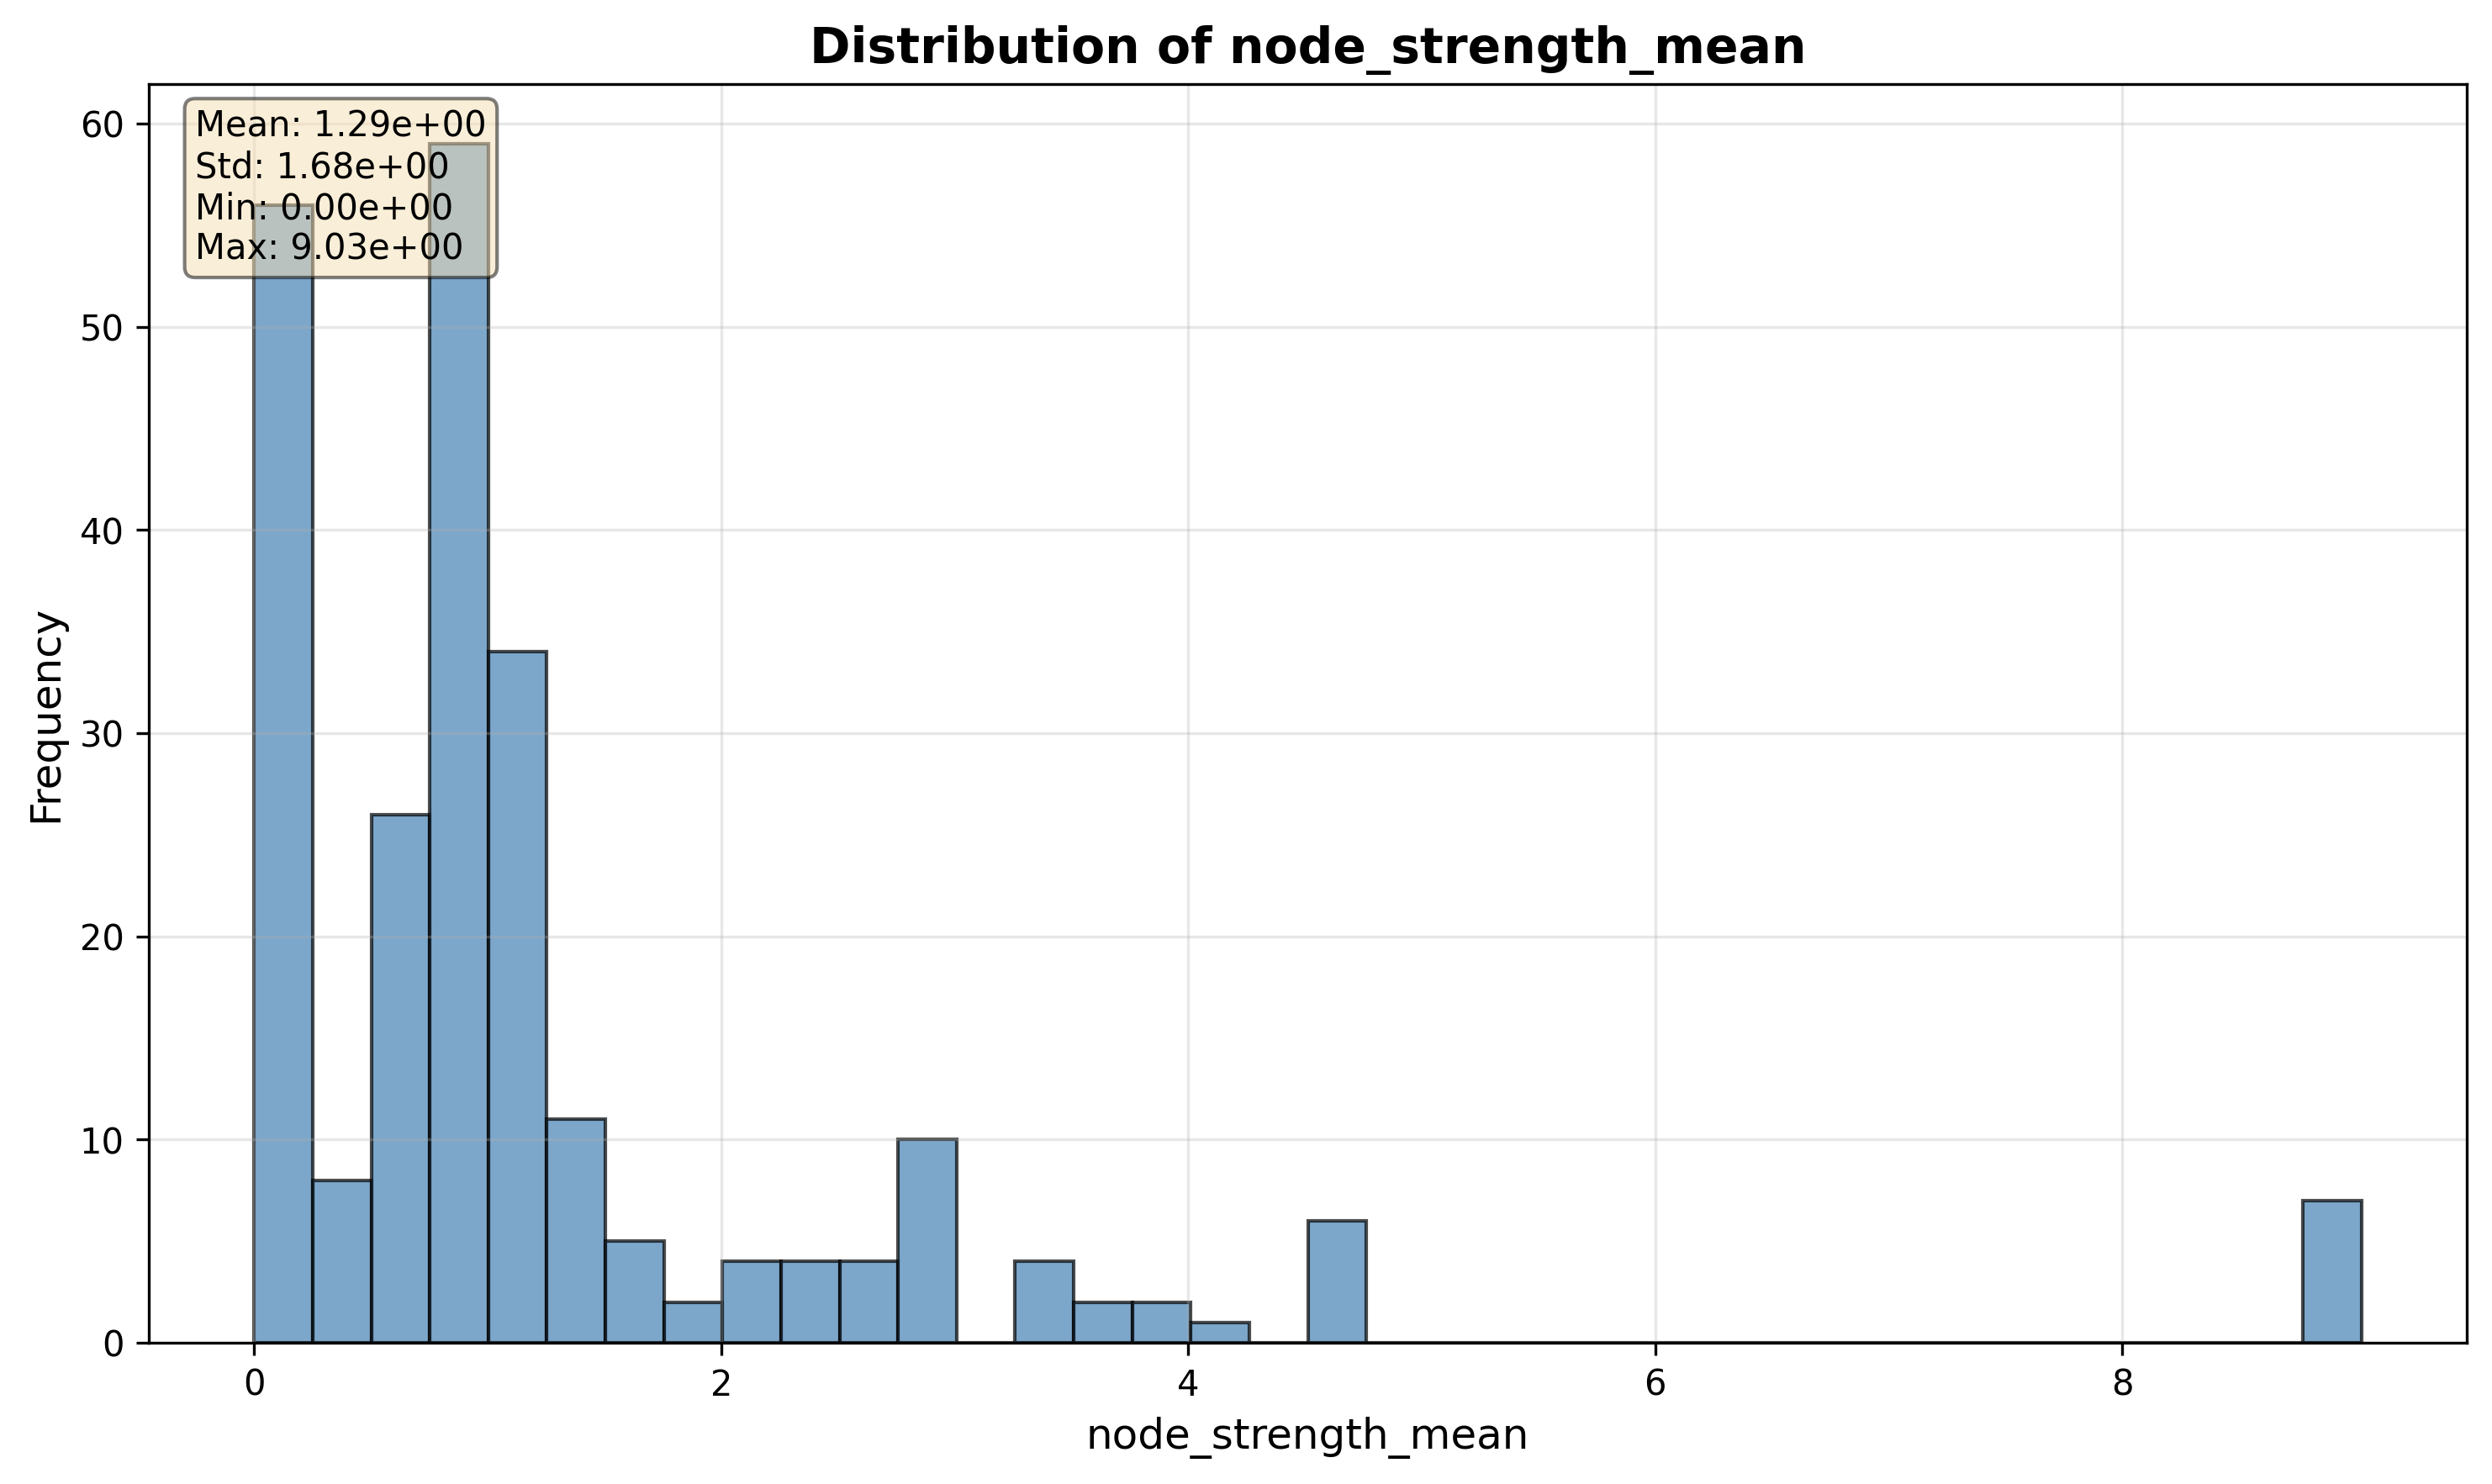 Distribution of node_strength_mean
Mean: 1.29e+00
Std: 1.68e+00
Min: 0.00e+00
Max: 9.03e+00
60
50
40
30
20
10
0
Frequency
0 2 4 6 8
node_strength_mean